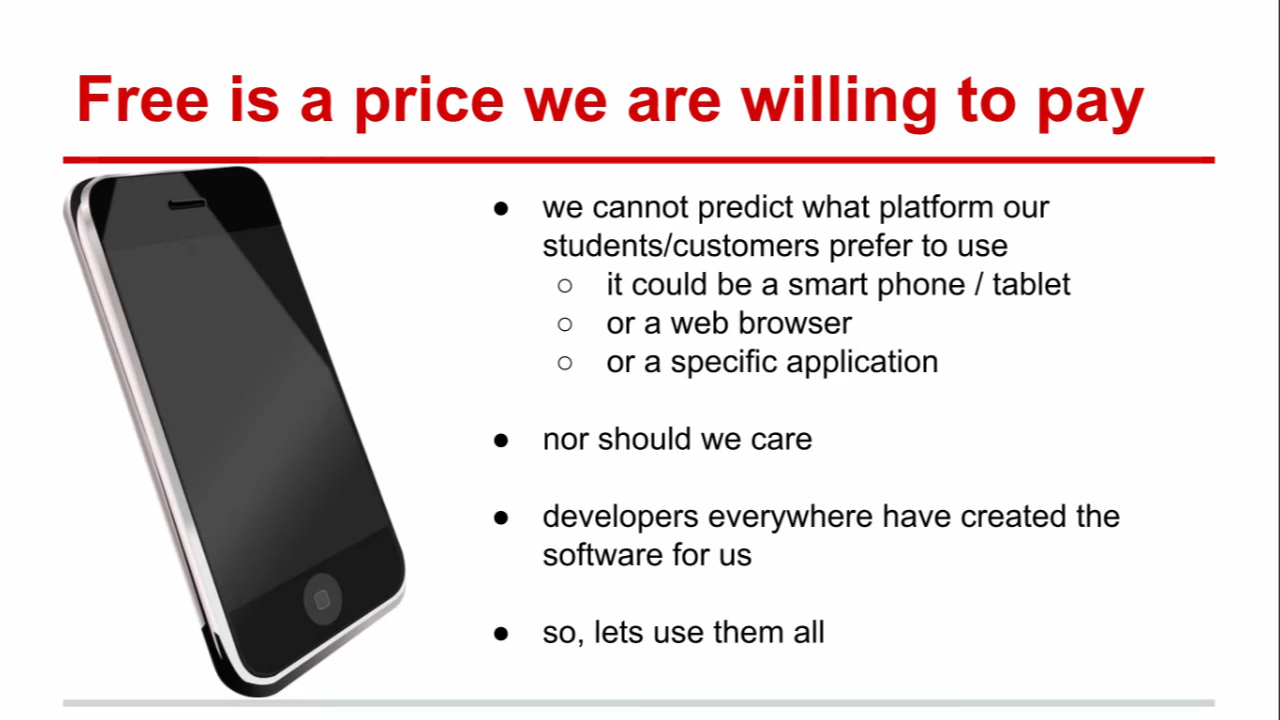 Free is a price we are willing to pay
● we cannot predict what platform our
students/customers prefer to use
○ it could be a smart phone / tablet
○ or a web browser
○ or a specific application
● nor should we care
● developers everywhere have created the
software for us
● so, lets use them all